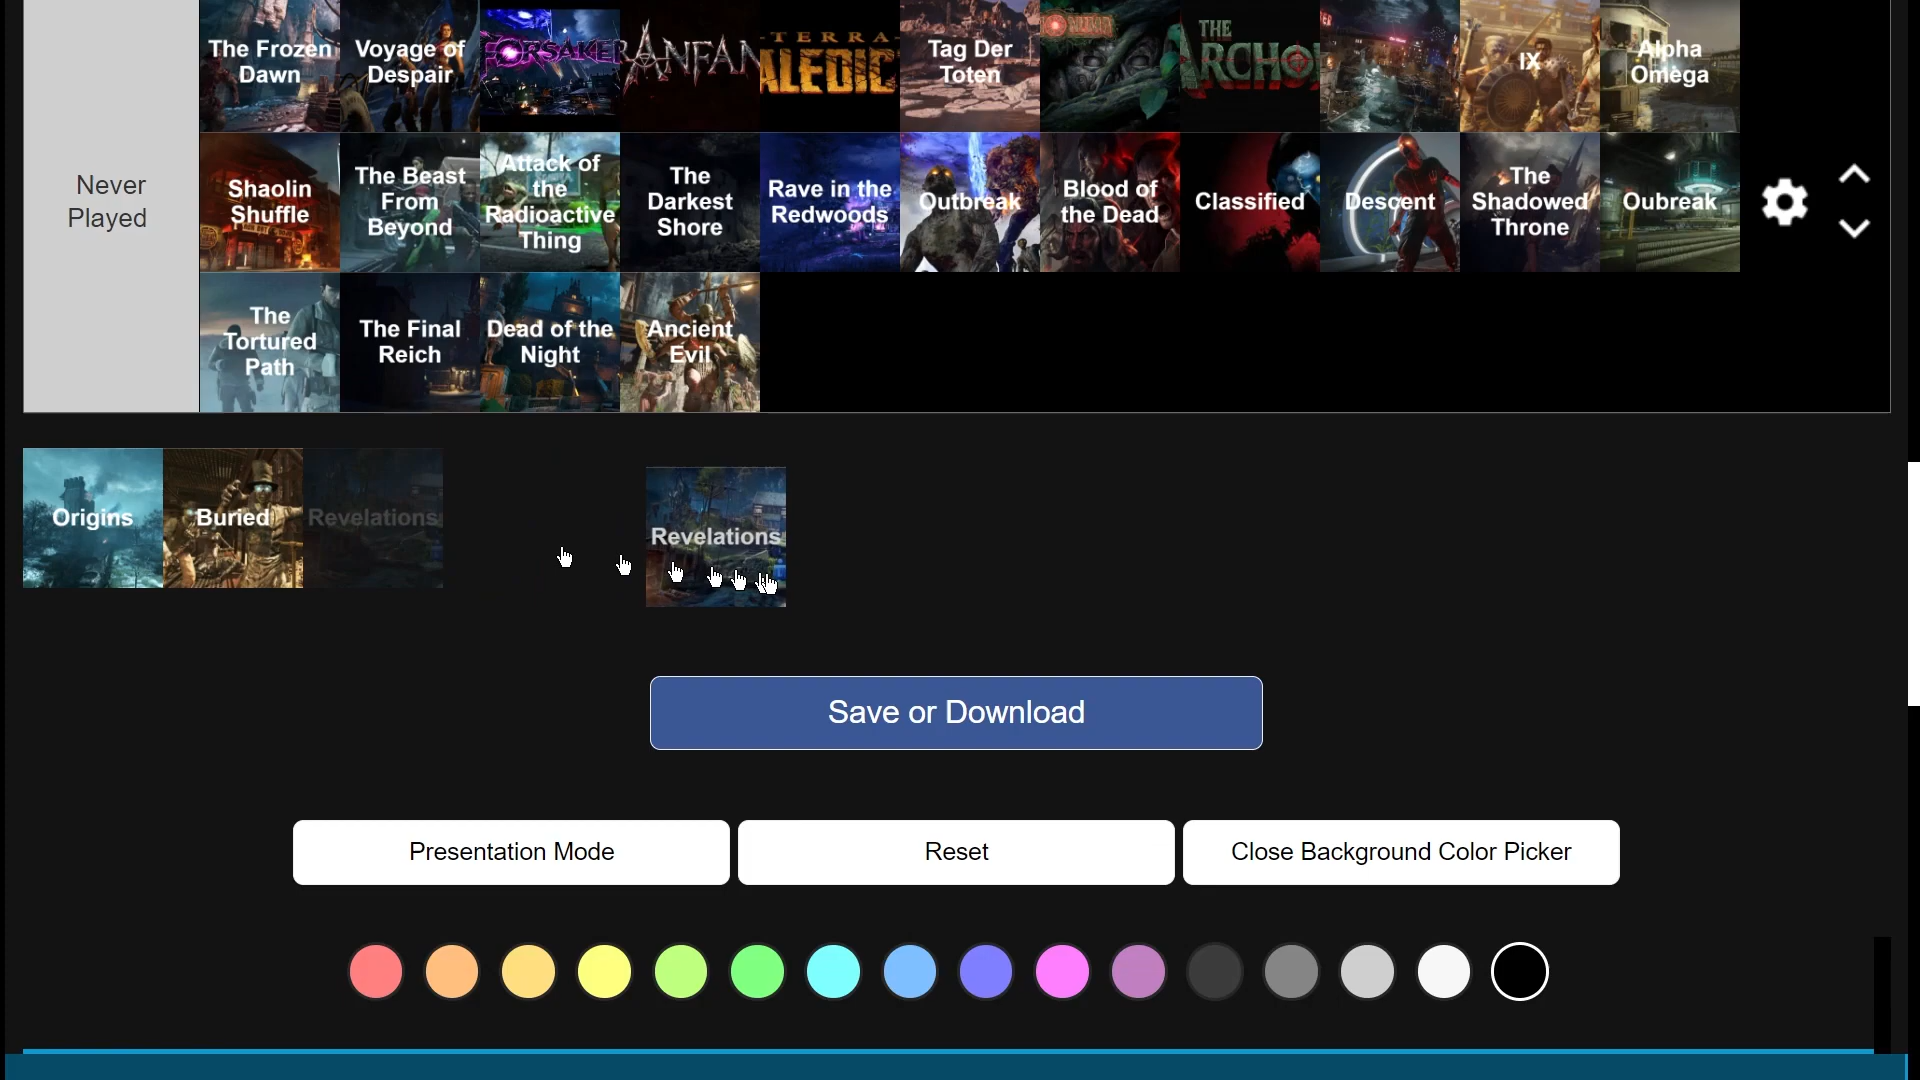 The Frozen
Dawn
Voyage of
Despair
FORSAKEN
ANFAN
TERRA
MALEDIC
Tag Der
Toten
THE
ARCHO
IX
Alpha
Omega
Never
Played
Shaolin
Shuffle
The Beast
From
Beyond
Attack of
the
Radioactive
Thing
The
Darkest
Shore
Rave in the
Redwoods
Outbreak
Blood of
the Dead
Classified
Descent
The
Shadowed
Throne
Oubreak
The
Tortured
Path
The Final
Reich
Dead of the
Night
Ancient
Evil
Origins
Buried
Revelations
Revelations
Save or Download
Presentation Mode
Reset
Close Background Color Picker